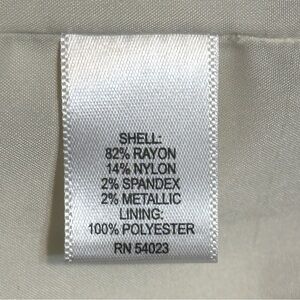 SHELL:
82% RAYON
14% NYLON
2% SPANDEX
2% METALLIC
LINING:
100% POLYESTER
RN 54023